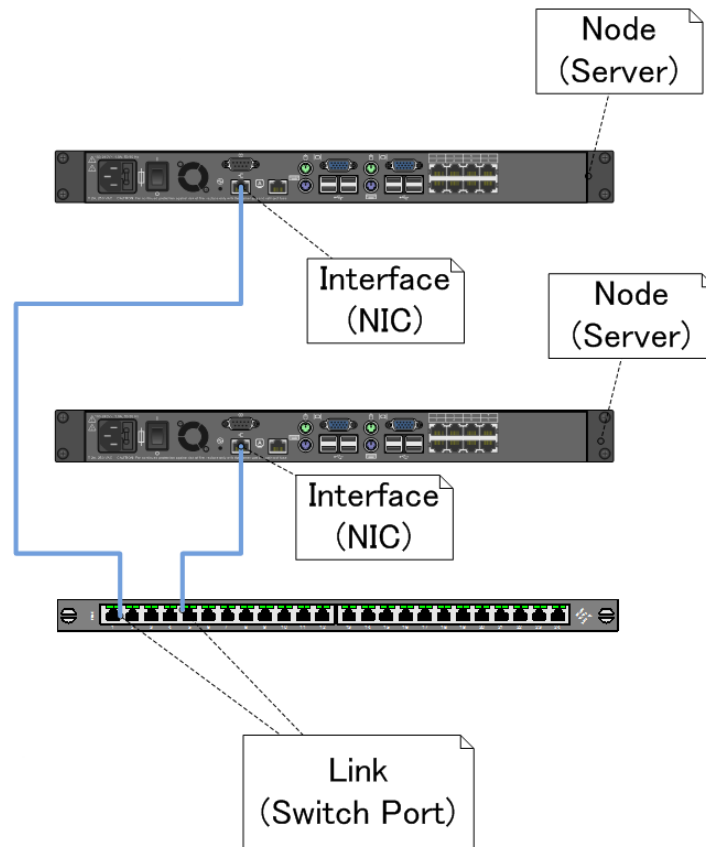 Node
(Server)
Interface
(NIC)
Node
(Server)
Interface
(NIC)
Link
(Switch Port)